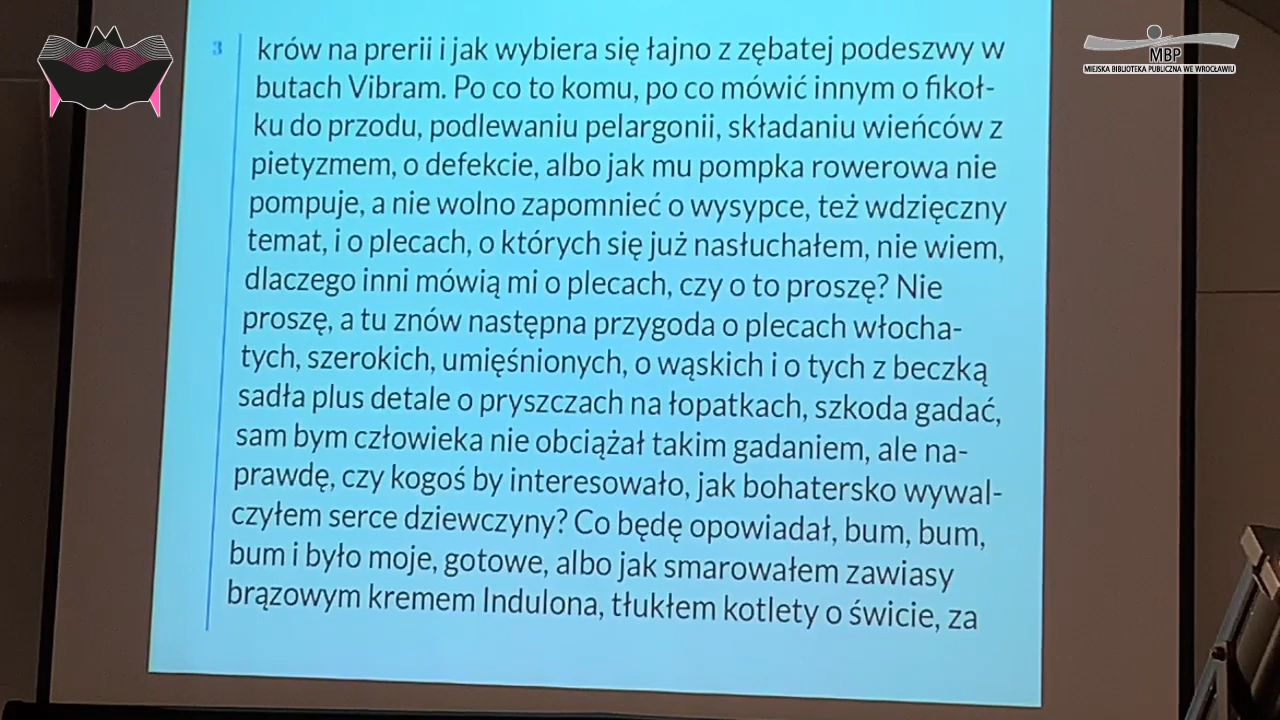 3
krów na prerii i jak wybiera się łajno z zębatej podeszwy w
butach Vibram. Po co to komu, po co mówić innym o fikoł-
ku do przodu, podlewaniu pelargonii, składaniu wieńców z
pietyzmem, o defekcie, albo jak mu pompka rowerowa nie
pompuje, a nie wolno zapomnieć o wysypce, też wdzięczny
temat, i o plecach, o których się już nasłuchałem, nie wiem,
dlaczego inni mówią mi o plecach, czy o to proszę? Nie
proszę, a tu znów następna przygoda o plecach włocha-
tych, szerokich, umięśnionych, o wąskich i o tych z beczką
sadła plus detale o pryszczach na łopatkach, szkoda gadać,
sam bym człowieka nie obciążał takim gadaniem, ale na-
prawdę, czy kogoś by interesowało, jak bohatersko wywal-
czyłem serce dziewczyny? Co będę opowiadał, bum, bum,
bum i było moje, gotowe, albo jak smarowałem zawiasy
brązowym kremem Indulona, tłukłem kotlety o świcie, za
MBP
MIEJSKA BIBLIOTEKA PUBLICZNA WE WROCŁAWIU